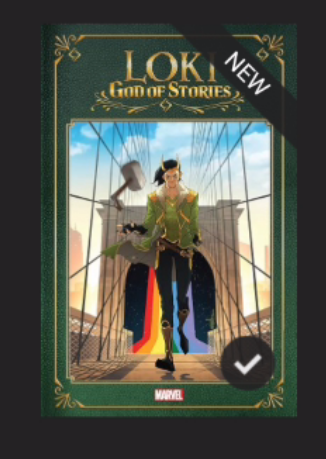 LOKI
GOD OF STORIES
NEW
MARVEL